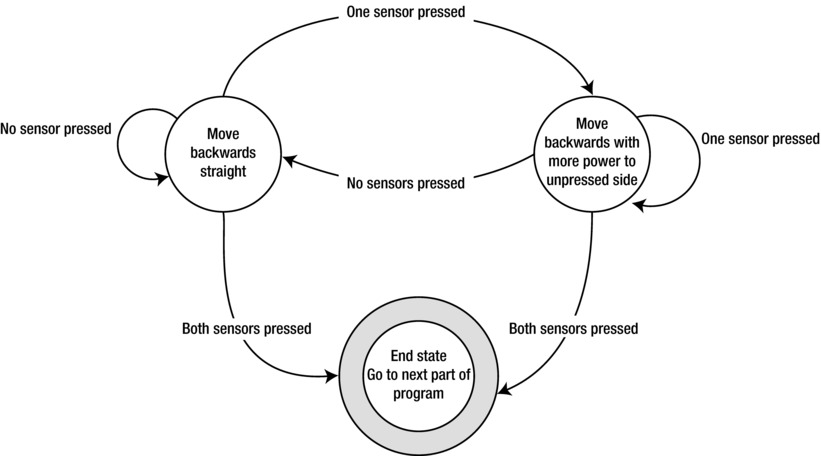 One sensor pressed
No sensor pressed
Move
backwards
straight
Move
backwards with
more power to
unpressed side
One sensor pressed
No sensors pressed
Both sensors pressed
Both sensors pressed
End state
Go to next part of
program